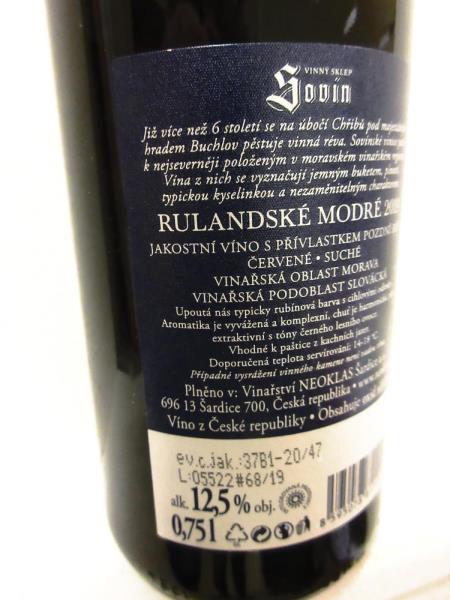 VINNÝ SKLEP
Sovín
Již více než 6 století se na úbočí Chřibů pod
hradem Buchlov pěstuje vinná réva. Sovínské vinice
k nejseverněji položeným v moravském vinařském
Vína z nich se vyznačují jemným buketem,
typickou kyselinkou a nezaměnitelným
RULANDSKÉ MODRÉ
JAKOSTNÍ VÍNO S PŘÍVLASTKEM POZDNÍ
ČERVENÉ • SUCHÉ
VINAŘSKÁ OBLAST MORAVA
VINAŘSKÁ PODOBLAST SLOVÁCKÁ
Upoutá nás typicky rubínová barva s cihlovými
Aromatika je vyvážená a komplexní, chuť je
extraktivní s tóny černého lesního ovoce.
Vhodné k paštice z kachních jater.
Doporučená teplota servírování: 14-18 °C.
Případné vysrážení vinného kamene není
Plněno v: Vinařství NEOKLAS Šardice
696 13 Šardice 700, Česká republika •
Víno z České republiky • Obsahuje
ev.č.jak.:37B1-20/47
L:05522#68/19
alk. 12,5 % obj.
0,75 l